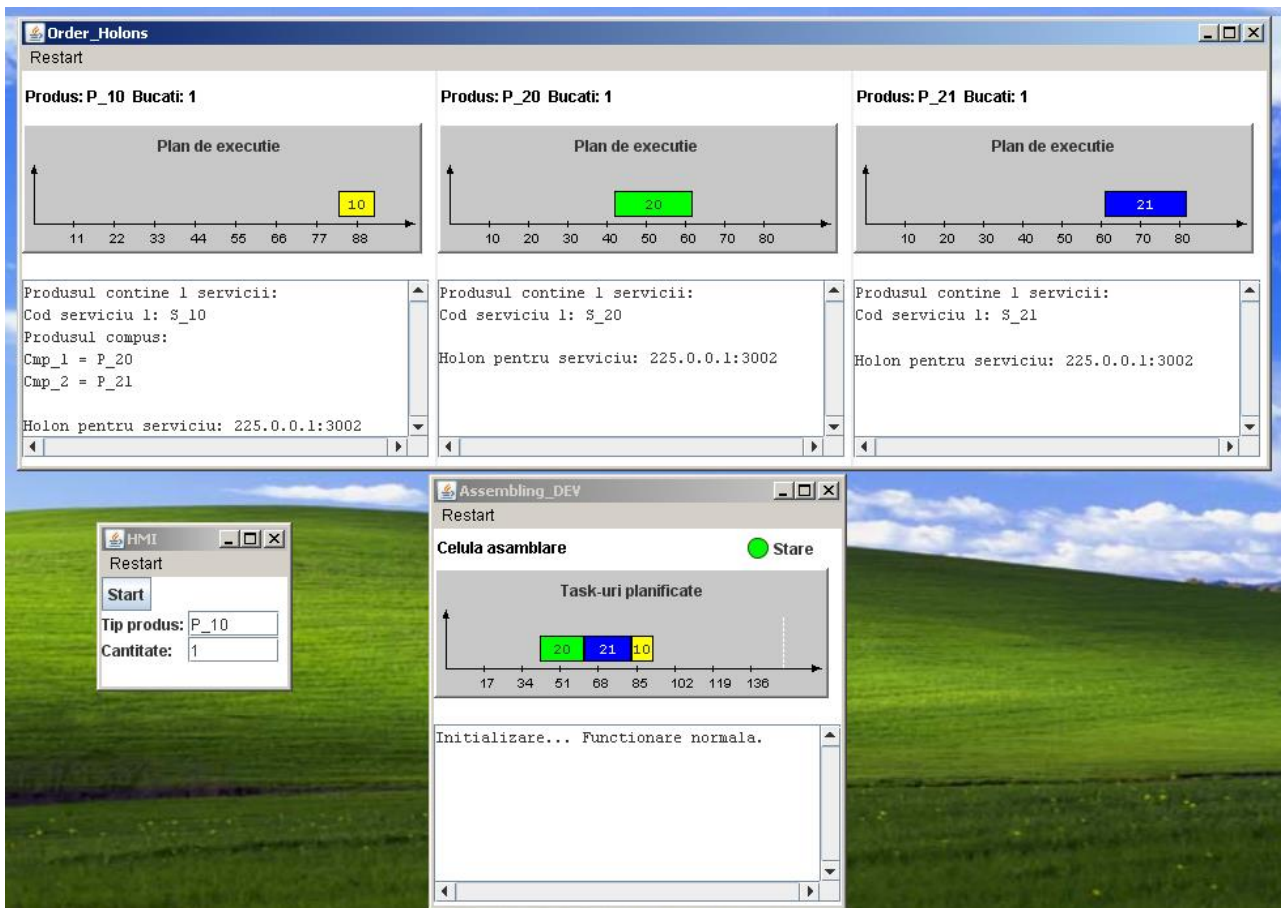 Order_Holons
Restart
Produs: P_10 Bucati: 1
Plan de executie
10
11 22 33 44 55 66 77 88
Produsul contine 1 servicii:
Cod serviciu 1: S_10
Produsul compus:
Cmp_1 = P_20
Cmp_2 = P_21
Holon pentru serviciu: 225.0.0.1:3002
Produs: P_20 Bucati: 1
Plan de executie
20
10 20 30 40 50 60 70 80
Produsul contine 1 servicii:
Cod serviciu 1: S_20
Holon pentru serviciu: 225.0.0.1:3002
Produs: P_21 Bucati: 1
Plan de executie
21
10 20 30 40 50 60 70 80
Produsul contine 1 servicii:
Cod serviciu 1: S_21
Holon pentru serviciu: 225.0.0.1:3002
HMI
Restart
Start
Tip produs: P_10
Cantitate: 1
Assembling_DEV
Restart
Celula asamblare Stare
Task-uri planificate
20 21 10
17 34 51 68 85 102 119 136
Initializare... Functionare normala.